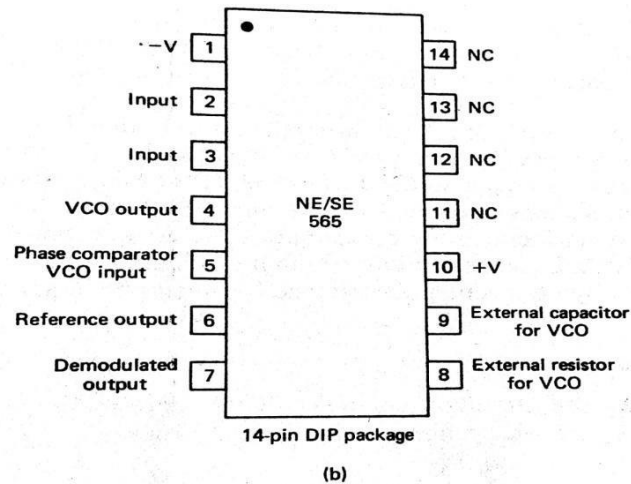 -V 1
Input 2
Input 3
VCO output 4
Phase comparator
VCO input 5
Reference output 6
Demodulated
output 7
NE/SE
565
14 NC
13 NC
12 NC
11 NC
10 +V
9 External capacitor
for VCO
8 External resistor
for VCO
14-pin DIP package
(b)